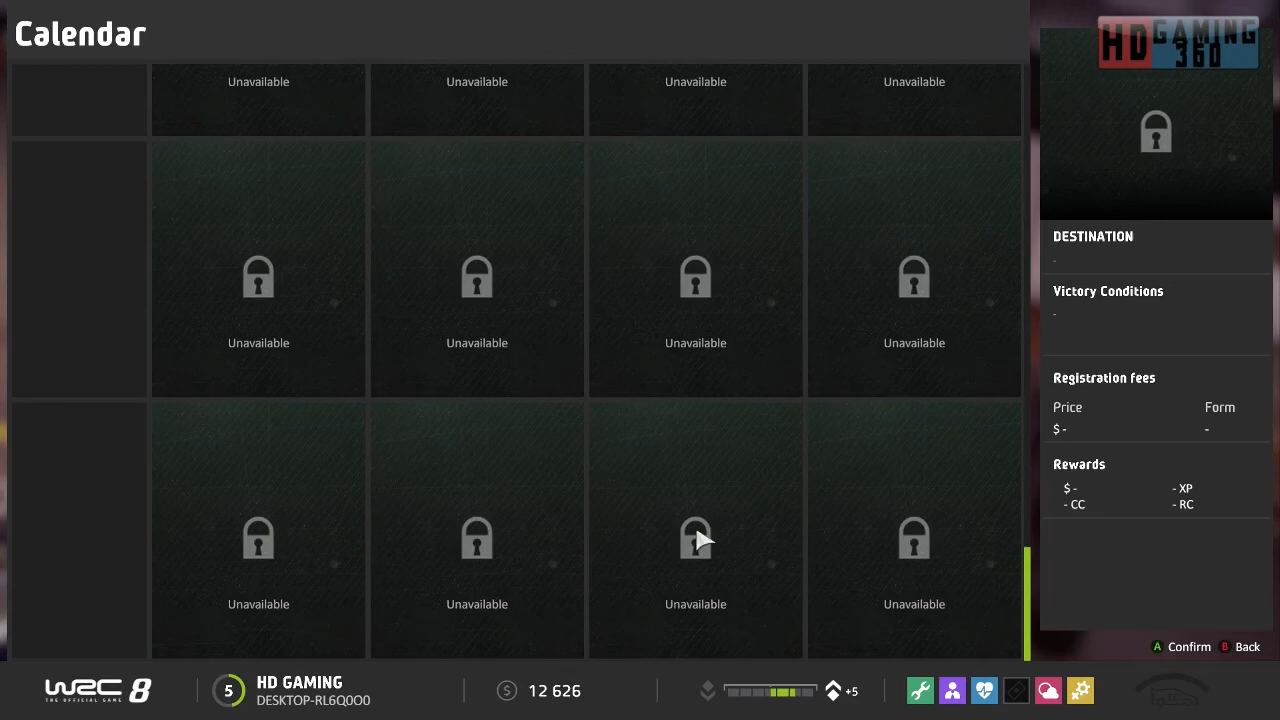 Calendar
HD GAMING 360
Unavailable Unavailable Unavailable Unavailable
DESTINATION
-
Victory Conditions
-
Unavailable Unavailable Unavailable Unavailable
Registration fees
Price Form
$ - -
Rewards
$ - - XP
- CC - RC
Unavailable Unavailable Unavailable Unavailable
A Confirm B Back
WRC 8
THE OFFICIAL GAME
5 HD GAMING
DESKTOP-RL6Q0O0
$ 12 626
+5